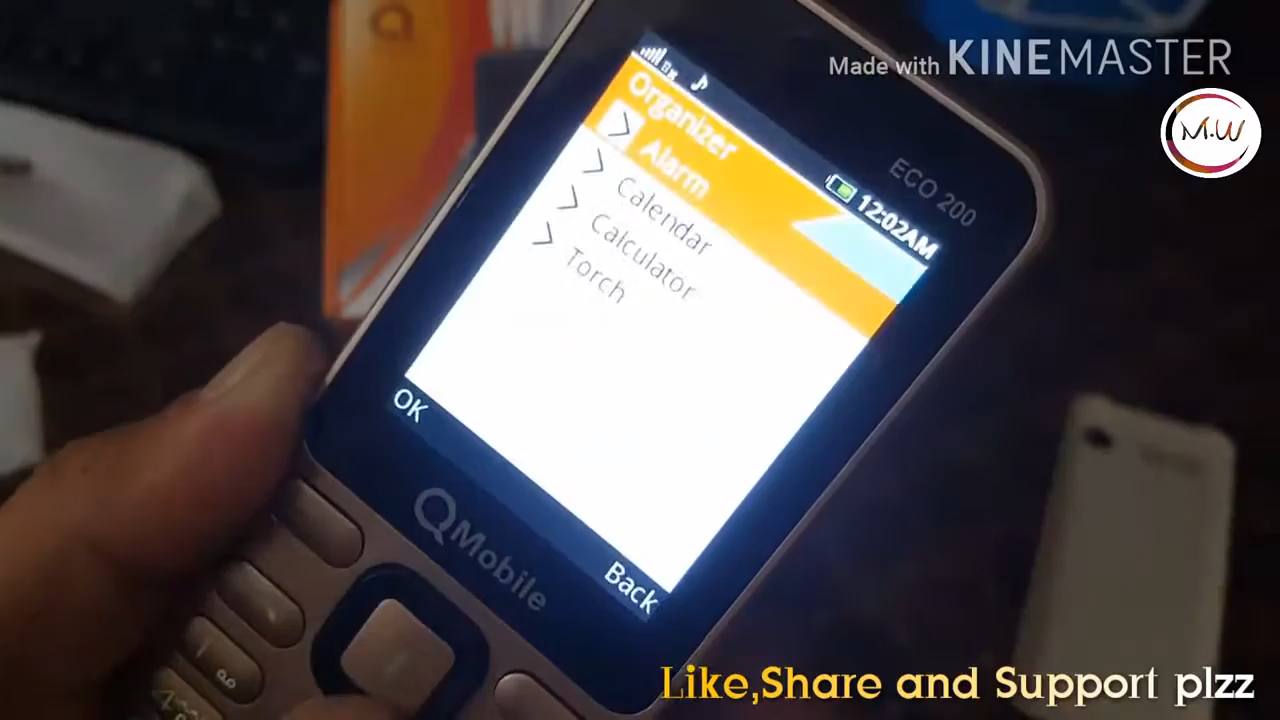 Made with KINEMASTER
M.W
ECO 200
12:02AM
Organizer
Alarm
Calendar
Calculator
Torch
OK
Back
QMobile
Like,Share and Support plzz